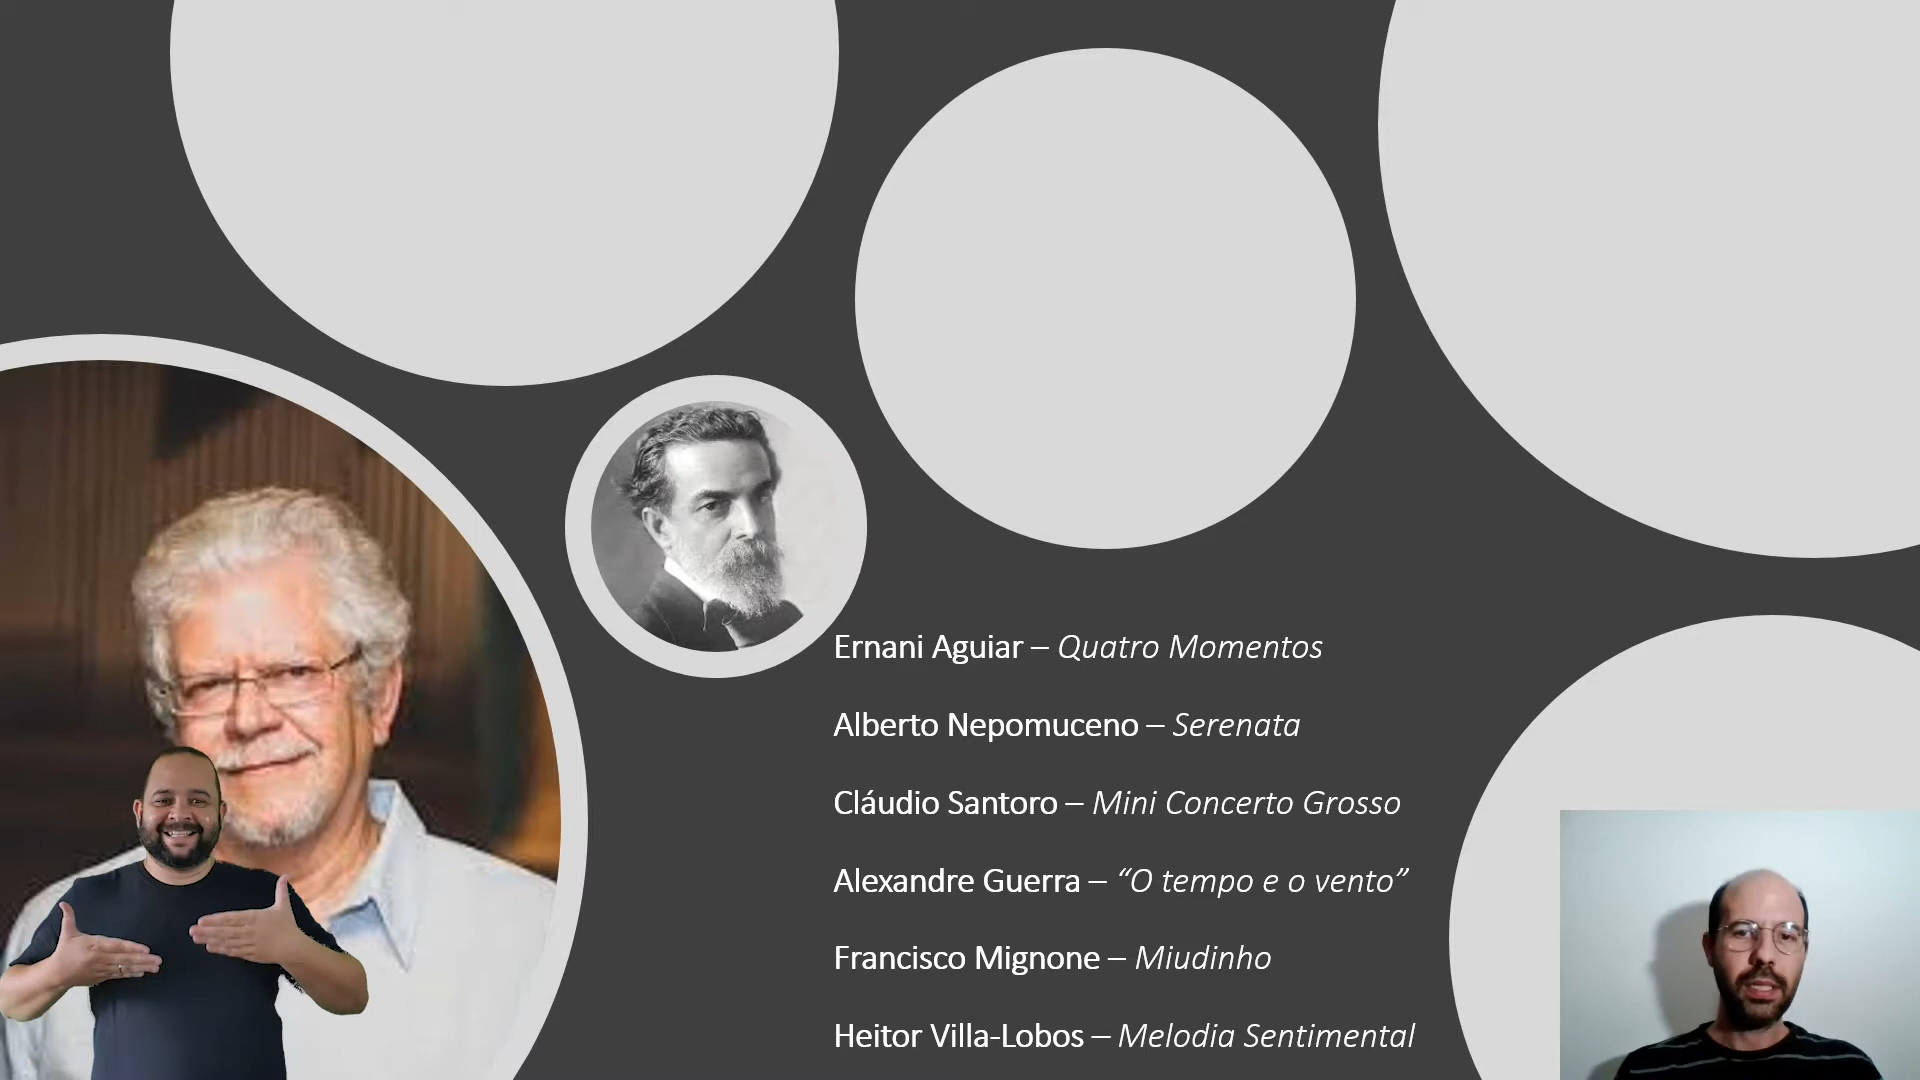 Ernani Aguiar – Quatro Momentos
Alberto Nepomuceno – Serenata
Cláudio Santoro – Mini Concerto Grosso
Alexandre Guerra – “O tempo e o vento”
Francisco Mignone – Miudinho
Heitor Villa-Lobos – Melodia Sentimental